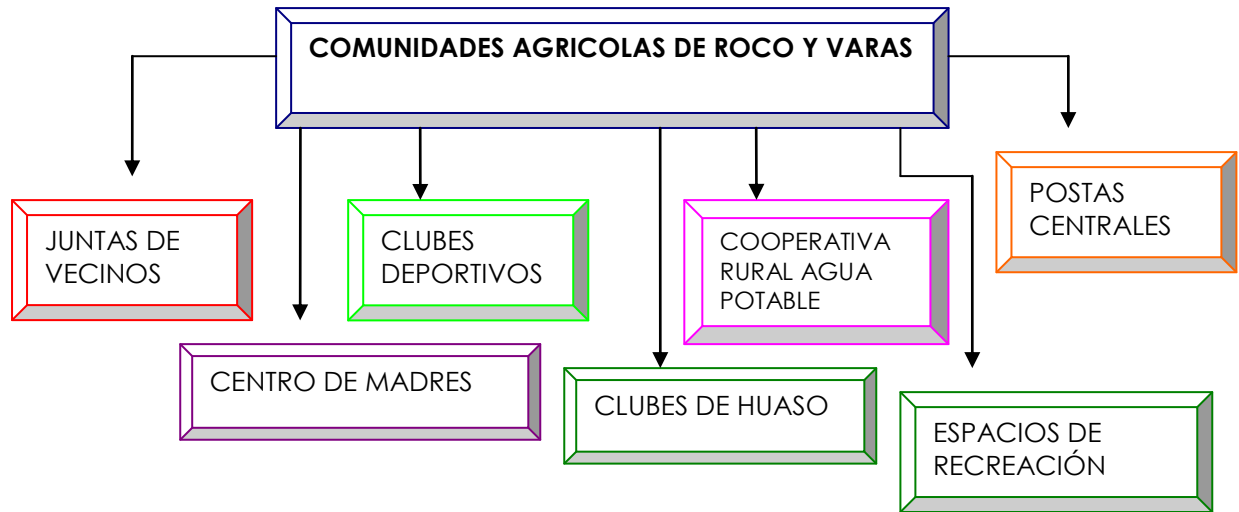 COMUNIDADES AGRICOLAS DE ROCO Y VARAS
JUNTAS DE
VECINOS
CLUBES
DEPORTIVOS
COOPERATIVA
RURAL AGUA
POTABLE
POSTAS
CENTRALES
CENTRO DE MADRES
CLUBES DE HUASO
ESPACIOS DE
RECREACIÓN